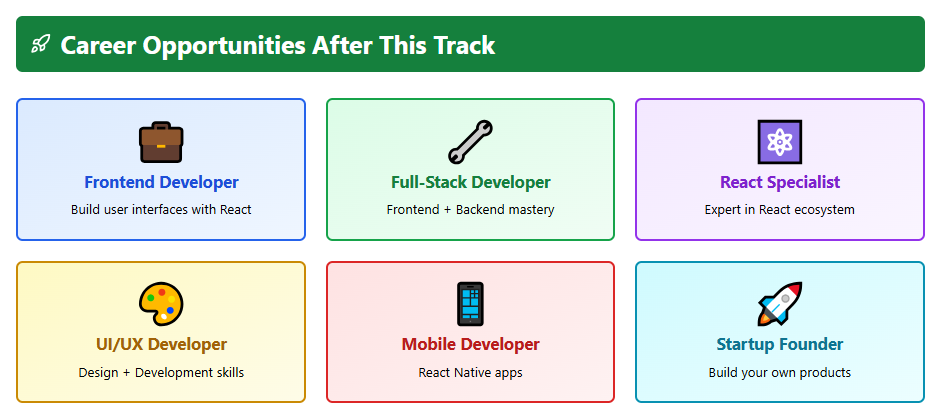 Career Opportunities After This Track
Frontend Developer
Build user interfaces with React
Full-Stack Developer
Frontend + Backend mastery
React Specialist
Expert in React ecosystem
UI/UX Developer
Design + Development skills
Mobile Developer
React Native apps
Startup Founder
Build your own products